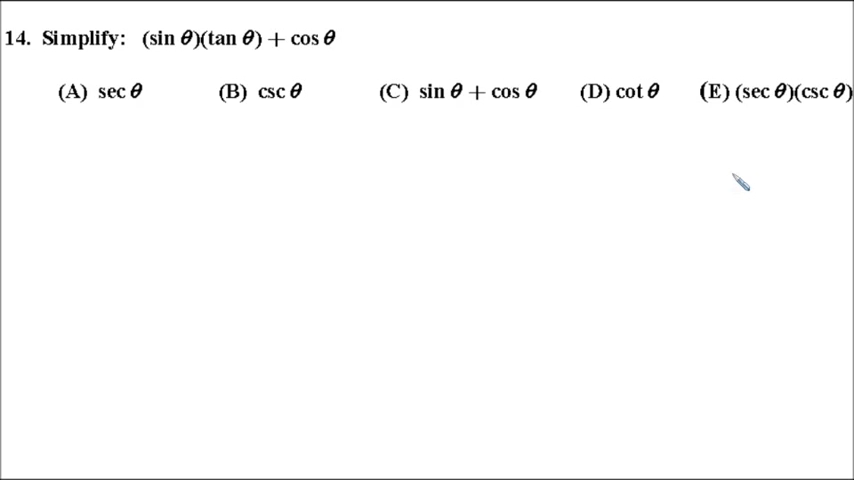 14. Simplify: (sin θ)(tan θ) + cos θ
(A) sec θ (B) csc θ (C) sin θ + cos θ (D) cot θ (E) (sec θ)(csc θ)